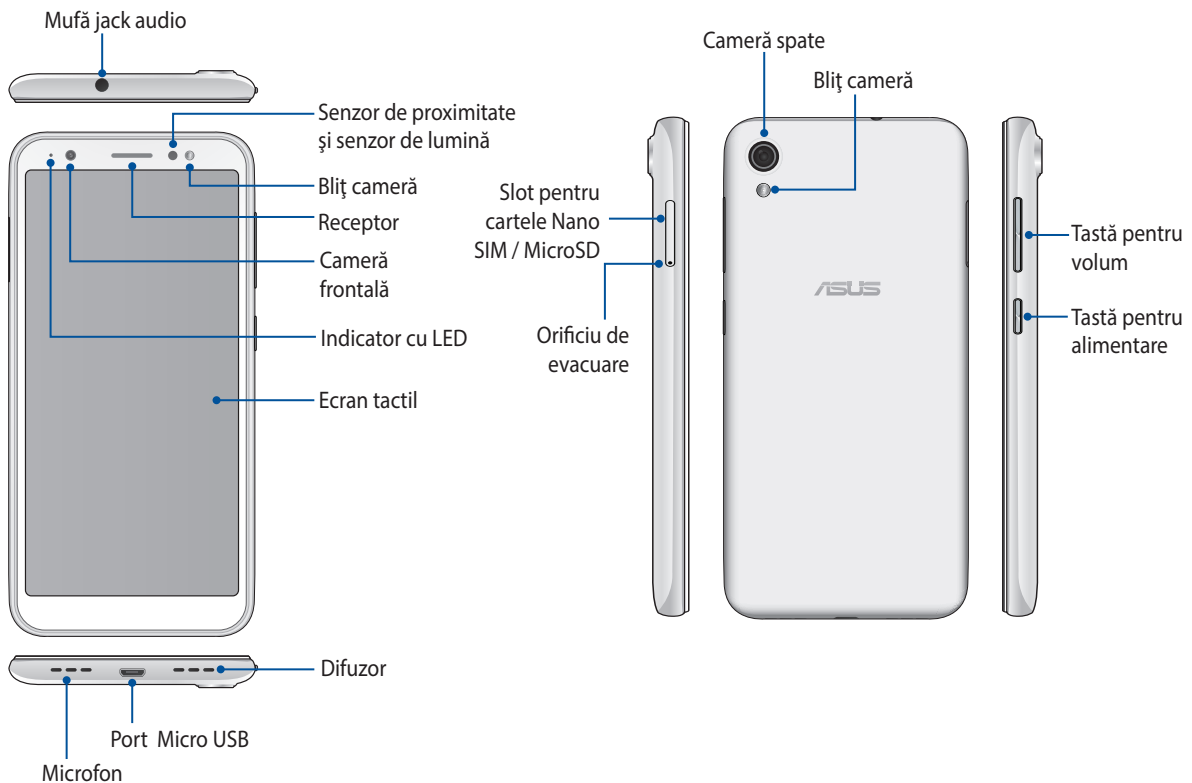 Mufă jack audio
Senzor de proximitate
şi senzor de lumină
Bliţ cameră
Receptor
Cameră
frontală
Indicator cu LED
Ecran tactil
Difuzor
Port Micro USB
Microfon
Cameră spate
Bliţ cameră
Slot pentru
cartele Nano
SIM / MicroSD
Orificiu de
evacuare
ASUS
Tastă pentru
volum
Tastă pentru
alimentare